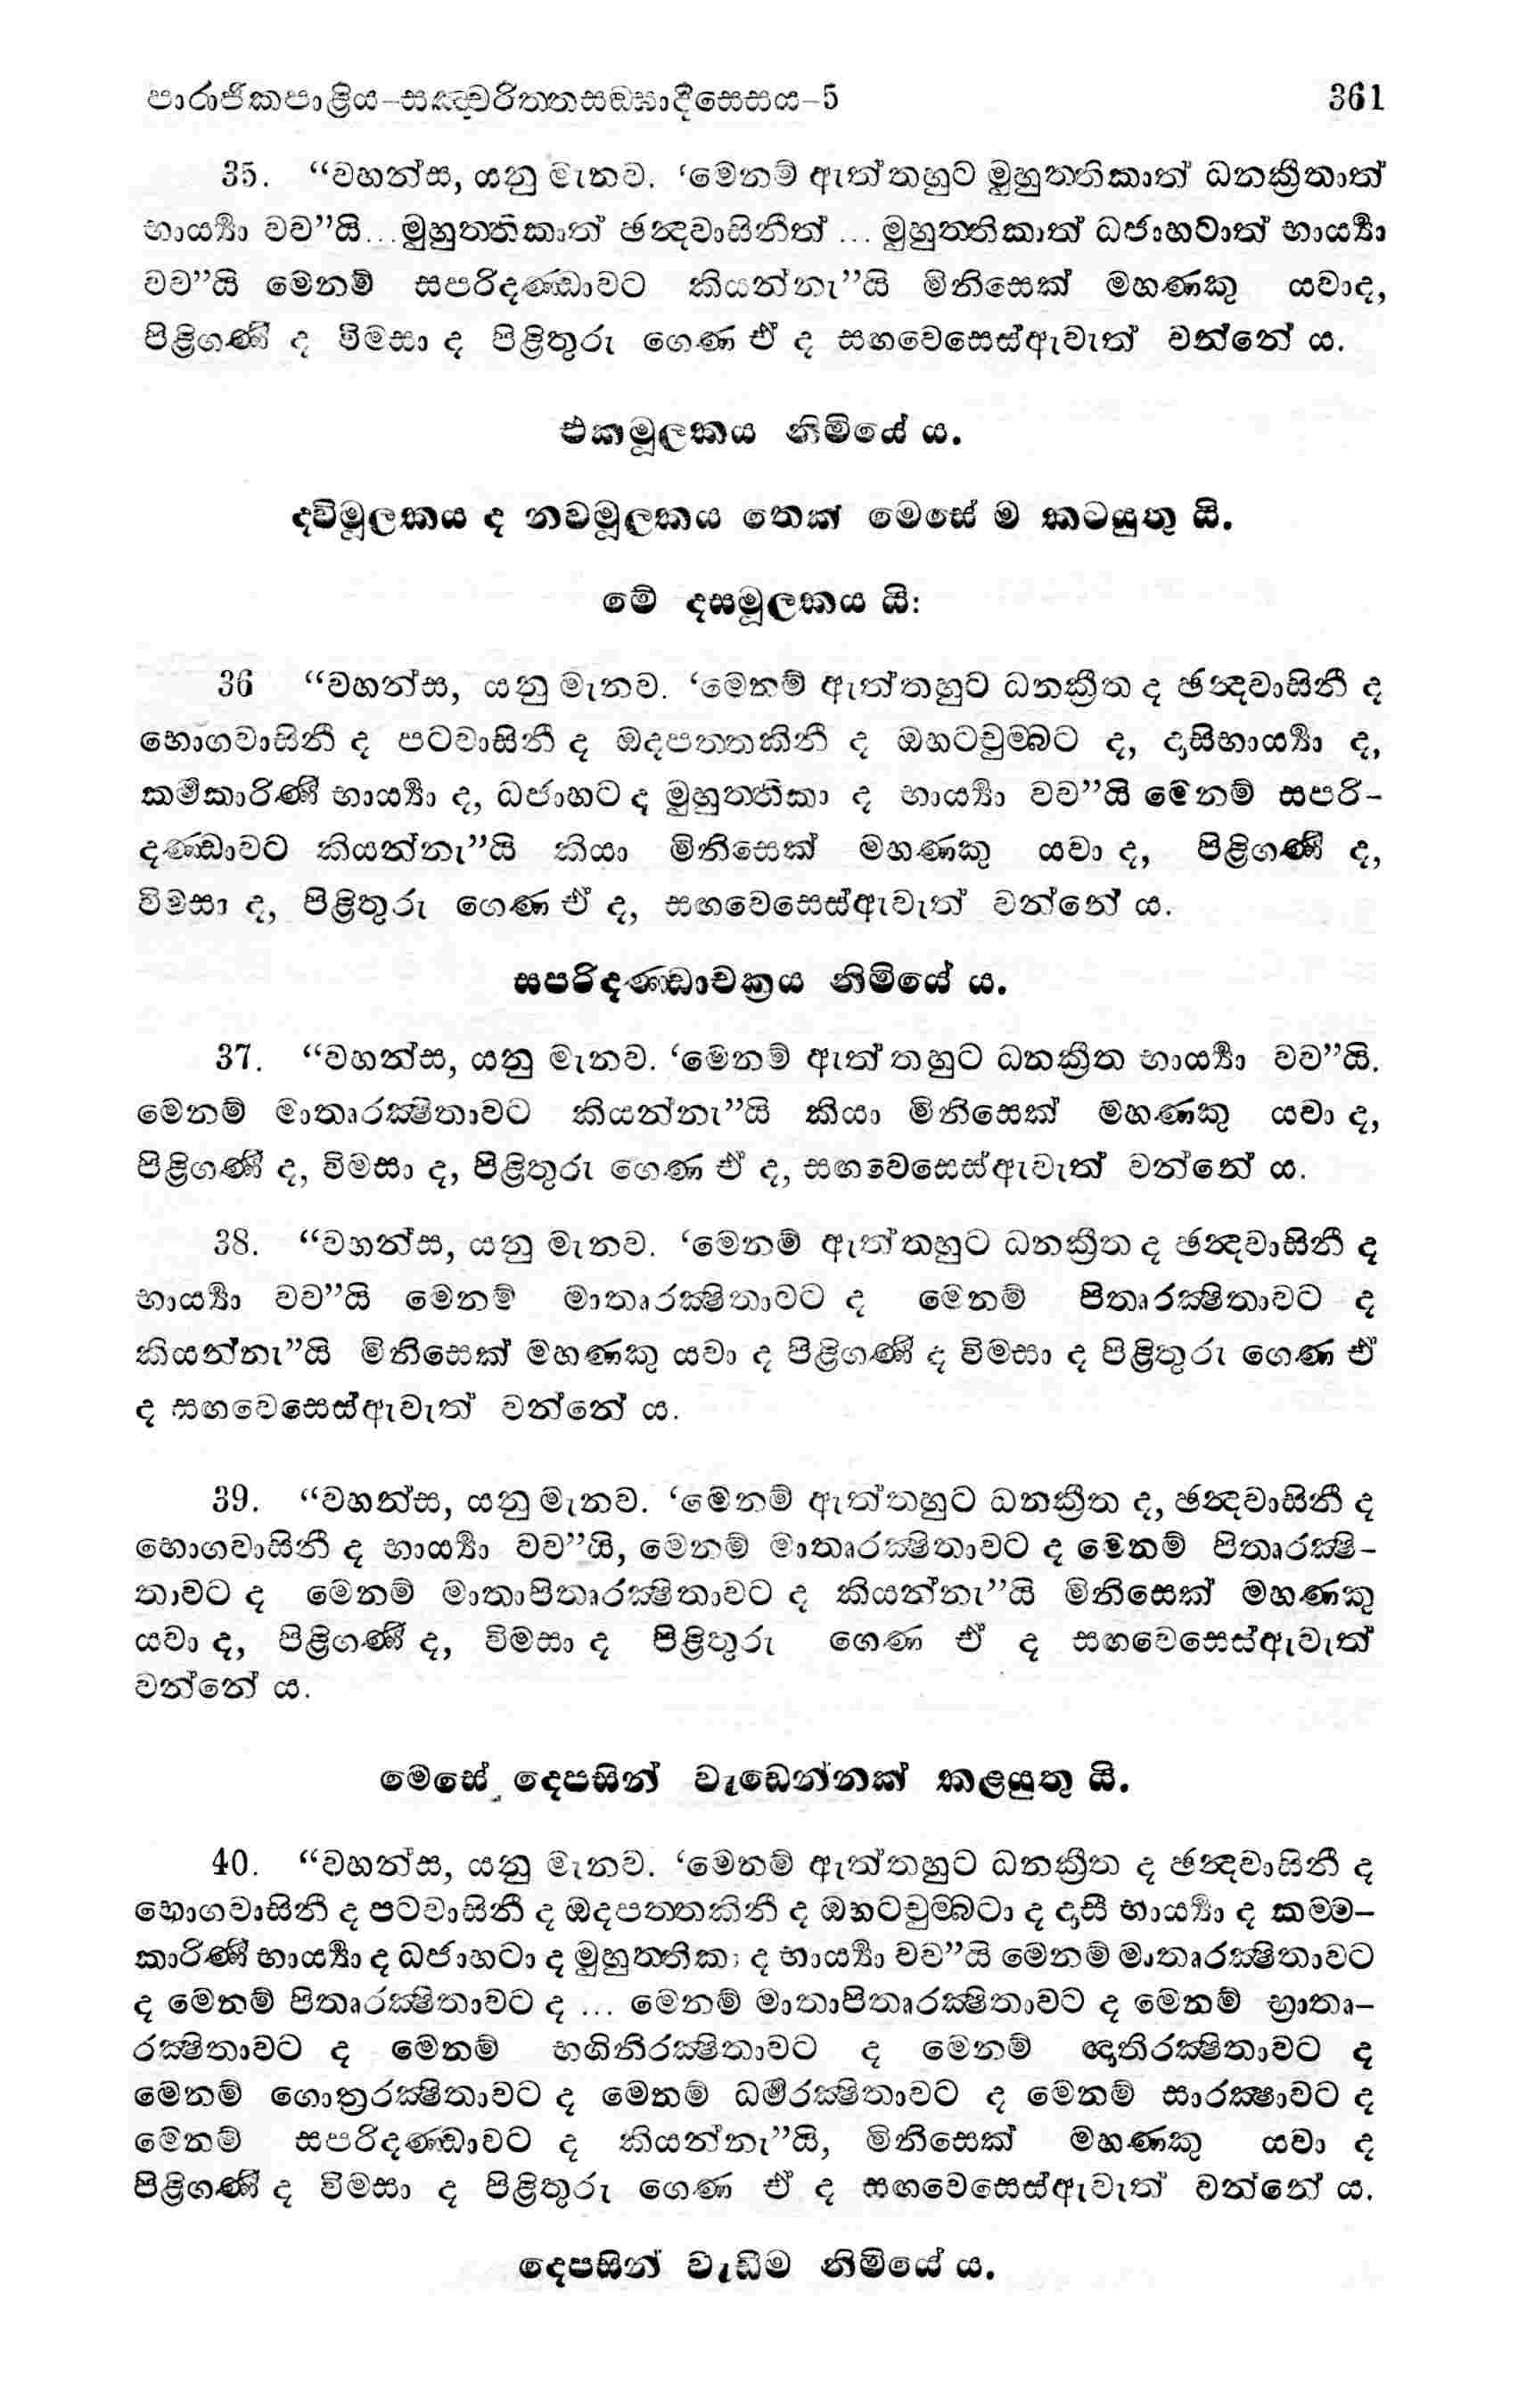 පාරාජිකපාළිය–සඤ්චරිත්තසඞ්ඝාදිසෙසය–5 361
35. “වහන්ස, යනු මැනව. ‘මෙනම් ඇත්තහුට මුහුත්තිකාත් ධනක්‍රීතාත්
භාර්‍ය්‍යා වව”යි...මුහුත්තිකාත් ඡන්‍දවාසිනීත් ... මුහුත්තිකාත් ධජාහටාත් භාර්‍ය්‍යා
වව”යි මෙනම් සපරිදණ්ඩාවට කියන්නැ”යි මිනිසෙක් මහණකු යවාද,
පිළිගණී ද විමසා ද පිළිතුරු ගෙණ ඒ ද සඟවෙසෙස්ඇවැත් වන්නේ ය.
එකමූලකය නිමියේ ය.
ද්විමූලකය ද නවමූලකය තෙක් මෙසේ ම කටයුතු යි.
මේ දසමූලකය යි:
36 “වහන්ස, යනු මැනව. ‘මෙනම් ඇත්තහුට ධනක්‍රීත ද ඡන්‍දවාසිනී ද
භොගවාසිනී ද පටවාසිනී ද ඔදපත්තකිනී ද ඔභටචුම්බට ද, දාසිභාර්‍ය්‍යා ද,
කර්‍මකාරිණී භාර්‍ය්‍යා ද, ධජාහට ද මුහුත්තිකා ද භාර්‍ය්‍යා වව”යි මෙනම් සපරි-
දණ්ඩාවට කියන්නැ”යි කියා මිනිසෙක් මහණකු යවා ද, පිළිගණී ද,
විමසා ද, පිළිතුරු ගෙණ ඒ ද, සඟවෙසෙස්ඇවැත් වන්නේ ය.
සපරිදණ්ඩාචක්‍රය නිමියේ ය.
37. “වහන්ස, යනු මැනව. ‘මෙනම් ඇත්තහුට ධනක්‍රීත භාර්‍ය්‍යා වව”යි.
මෙනම් මාතෘරක්‍ෂිතාවට කියන්නැ”යි කියා මිනිසෙක් මහණකු යවා ද,
පිළිගණී ද, විමසා ද, පිළිතුරු ගෙණ ඒ ද, සඟවෙසෙස්ඇවැත් වන්නේ ය.
38. “වහන්ස, යනු මැනව. ‘මෙනම් ඇත්තහුට ධනක්‍රීත ද ඡන්‍දවාසිනී ද
භාර්‍ය්‍යා වව”යි මෙනම් මාතෘරක්‍ෂිතාවට ද මෙනම් පිතෘරක්‍ෂිතාවට ද
කියන්නැ”යි මිනිසෙක් මහණකු යවා ද පිළිගණී ද විමසා ද පිළිතුරු ගෙණ ඒ
ද සඟවෙසෙස්ඇවැත් වන්නේ ය.
39. “වහන්ස, යනු මැනව. ‘මෙනම් ඇත්තහුට ධනක්‍රීත ද, ඡන්‍දවාසිනී ද
භොගවාසිනී ද භාර්‍ය්‍යා වව”යි, මෙනම් මාතෘරක්‍ෂිතාවට ද මෙනම් පිතෘරක්‍ෂි-
තාවට ද මෙනම් මාතාපිතෘරක්‍ෂිතාවට ද කියන්නැ”යි මිනිසෙක් මහණකු
යවා ද, පිළිගණී ද, විමසා ද පිළිතුරු ගෙණ ඒ ද සඟවෙසෙස්ඇවැත්
වන්නේ ය.
මෙසේ දෙපසින් වැඩෙන්නක් කළයුතු යි.
40. “වහන්ස, යනු මැනව. ‘මෙනම් ඇත්තහුට ධනක්‍රීත ද ඡන්‍දවාසිනී ද
භොගවාසිනී ද පටවාසිනී ද ඔදපත්තකිනී ද ඔභටචුම්බටා ද දාසී භාර්‍ය්‍යා ද කම්ම-
කාරිණී භාර්‍ය්‍යා ද ධජාහටා ද මුහුත්තිකා ද භාර්‍ය්‍යා වව”යි මෙනම් මාතෘරක්‍ෂිතාවට
ද මෙනම් පිතෘරක්‍ෂිතාවට ද ... මෙනම් මාතාපිතෘරක්‍ෂිතාවට ද මෙනම් භ්‍රාතෘ-
රක්‍ෂිතාවට ද මෙනම් භගිනිරක්‍ෂිතාවට ද මෙනම් ඥාතිරක්‍ෂිතාවට ද
මෙනම් ගොත්‍රරක්‍ෂිතාවට ද මෙනම් ධර්‍මරක්‍ෂිතාවට ද මෙනම් සාරක්‍ෂාවට ද
මෙනම් සපරිදණ්ඩාවට ද කියන්නැ”යි, මිනිසෙක් මහණකු යවා ද
පිළිගණී ද විමසා ද පිළිතුරු ගෙණ ඒ ද සඟවෙසෙස්ඇවැත් වන්නේ ය.
දෙපසින් වැඩීම නිමියේ ය.